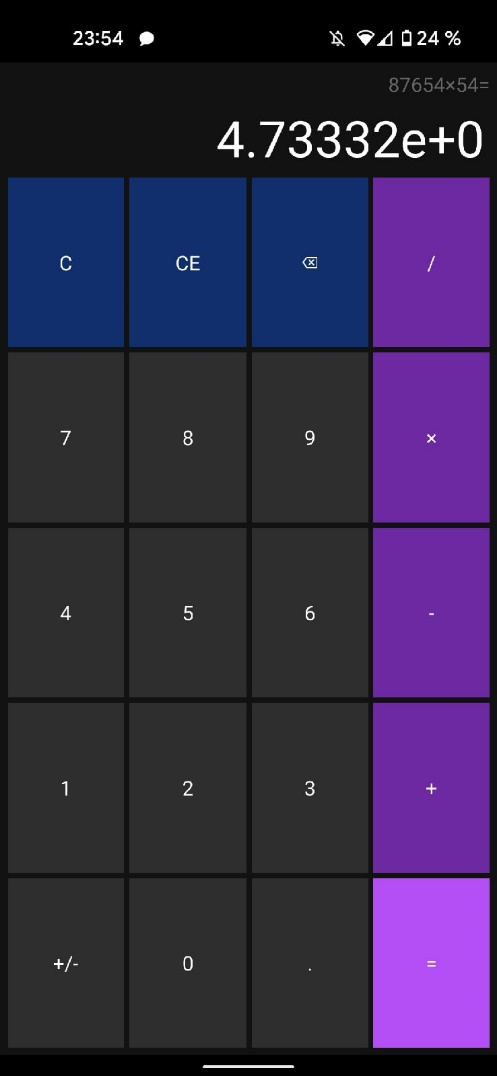 23:54 24 %
87654×54=
4.73332e+0
C CE /
7 8 9 ×
4 5 6 -
1 2 3 +
+/- 0 . =